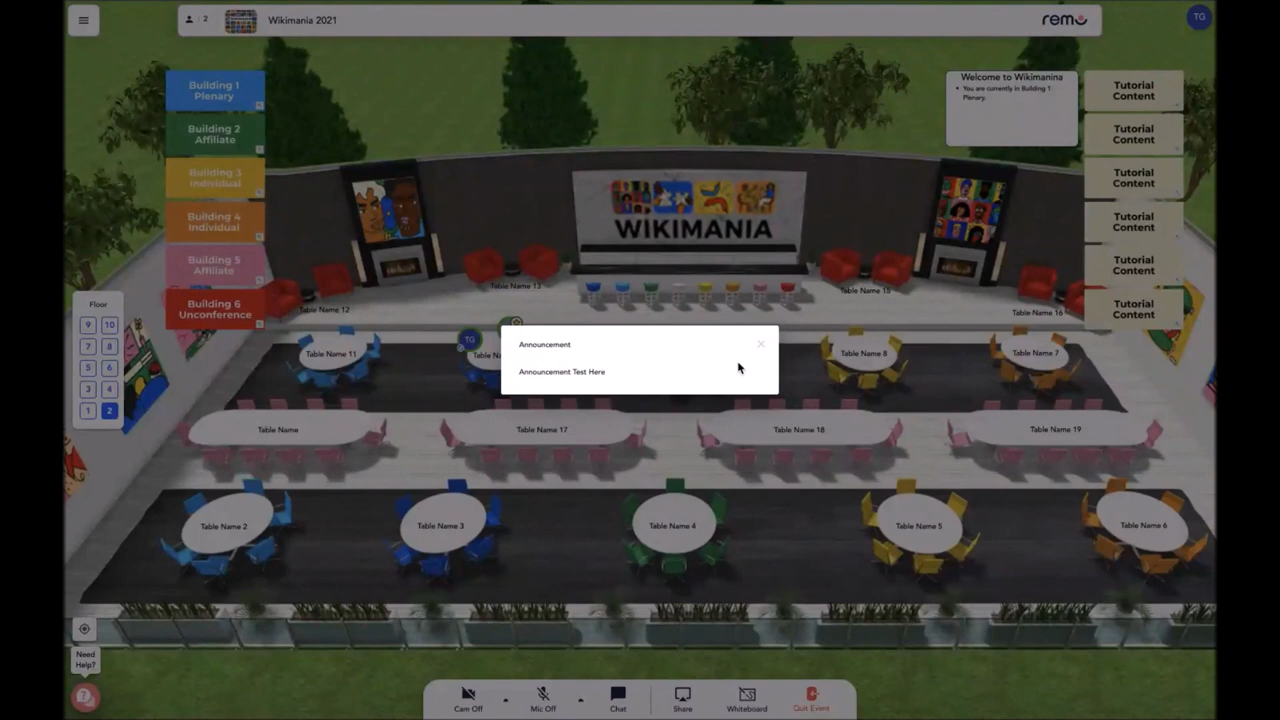 2
Wikimania 2021
remo
TG
Building 1
Plenary
Building 2
Affiliate
Building 3
Individual
Building 4
Individual
Building 5
Affiliate
Building 6
Unconference
Welcome to Wikimanina
• You are currently in Building 1
Plenary.
Tutorial
Content
Tutorial
Content
Tutorial
Content
Tutorial
Content
Tutorial
Content
Tutorial
Content
WIKIMANIA
Floor
9 10
7 8
5 6
3 4
1 2
Table Name 12
Table Name 13
Table Name 15
Table Name 16
Table Name 11
TG
Table Na
Table Name 8
Table Name 7
Announcement
Announcement Test Here
Table Name
Table Name 17
Table Name 18
Table Name 19
Table Name 2
Table Name 3
Table Name 4
Table Name 5
Table Name 6
Need
Help?
Cam Off
Mic Off
Chat
Share
Whiteboard
Quit Event